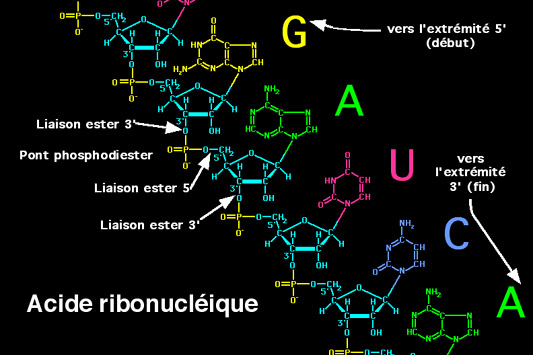 vers l'extrémité 5'
(début)
G
A
Liaison ester 3'
Pont phosphodiester
U
vers
l'extrémité
3' (fin)
Liaison ester 5
Liaison ester 3'
C
Acide ribonucléique
A